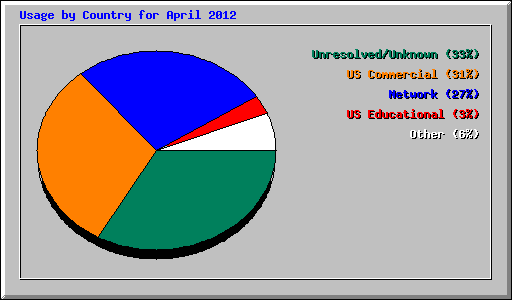 Usage by Country for April 2012
Unresolved/Unknown (33%)
US Commercial (31%)
Network (27%)
US Educational (3%)
Other (6%)